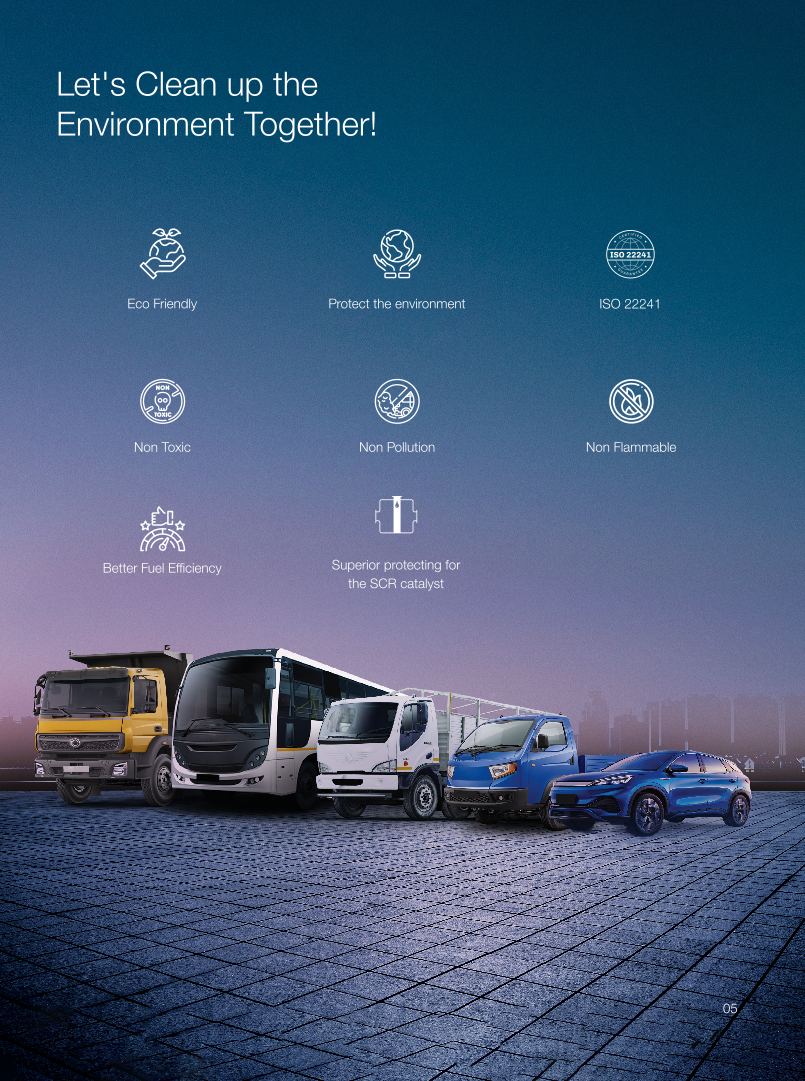 Let's Clean up the
Environment Together!
CERTIFIED
ISO 22241
GUARANTEE
Eco Friendly
Protect the environment
ISO 22241
NON
TOXIC
Non Toxic
Non Pollution
Non Flammable
Better Fuel Efficiency
Superior protecting for
the SCR catalyst
05